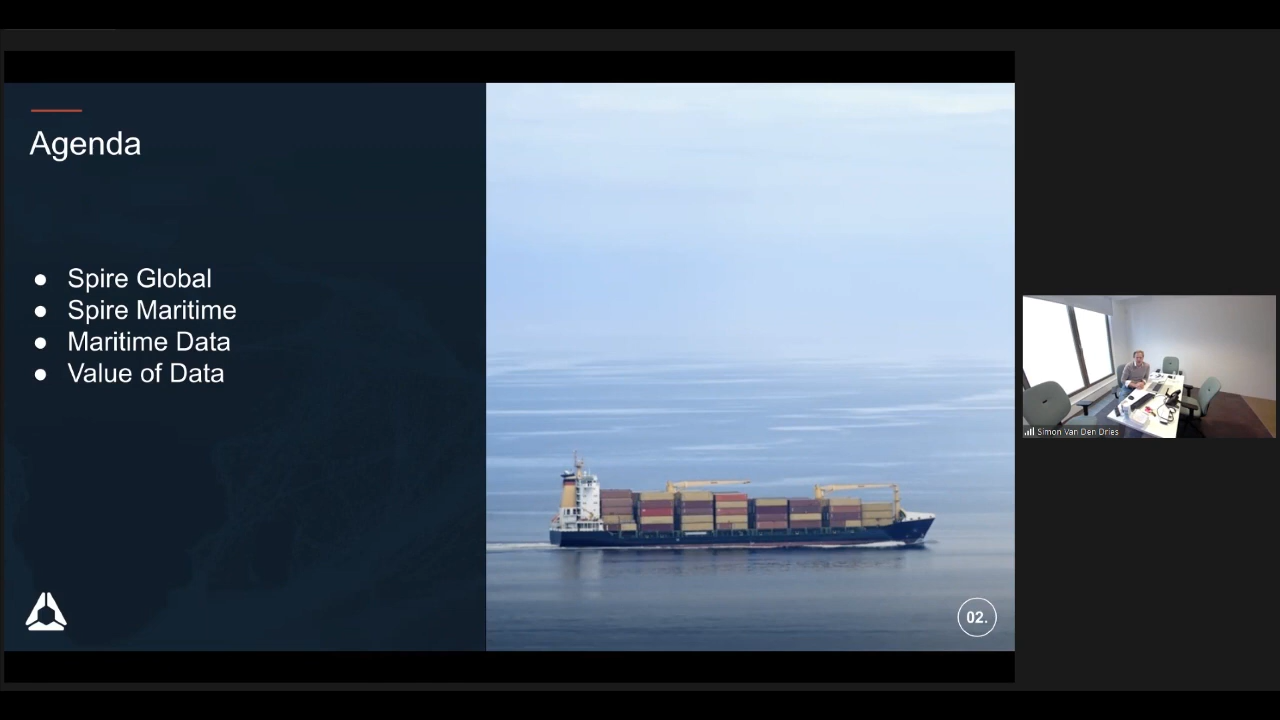 Agenda
● Spire Global
● Spire Maritime
● Maritime Data
● Value of Data
02.
Simon Van Den Dries